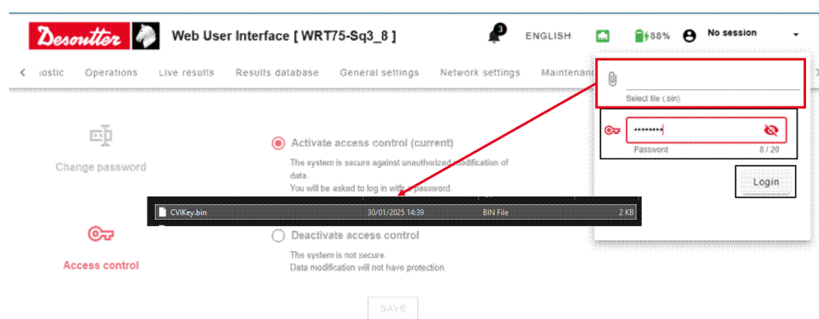 Desoutter
Web User Interface [ WRT75-Sq3_8 ]
3
ENGLISH
88%
No session
iostic Operations Live results Results database General settings Network settings Maintenanc
Select file (.bin)
Change password
Activate access control (current)
The system is secure against unauthorized modification of
data.
You will be asked to log in with a password.
••••••••
Password
8 / 20
Login
CVIKey.bin 30/01/2025 14:39 BIN File 2 KB
Access control
Deactivate access control
The system is not secure.
Data modification will not have protection.
SAVE